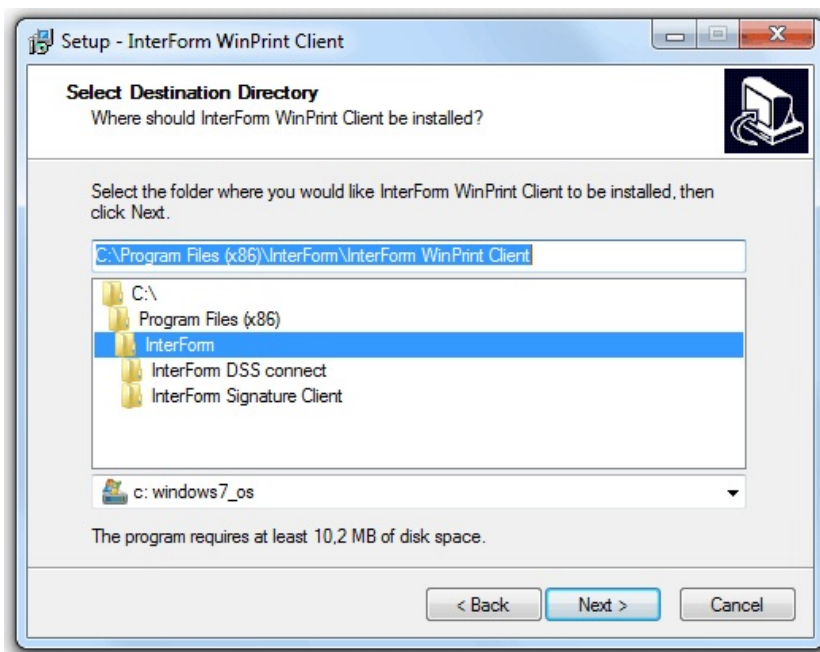 Setup - InterForm WinPrint Client
Select Destination Directory
Where should InterForm WinPrint Client be installed?
Select the folder where you would like InterForm WinPrint Client to be installed, then
click Next.
C:\Program Files (x86)\InterForm\InterForm WinPrint Client
C:\
Program Files (x86)
InterForm
InterForm DSS connect
InterForm Signature Client
c: windows7_os
The program requires at least 10,2 MB of disk space.
< Back
Next >
Cancel